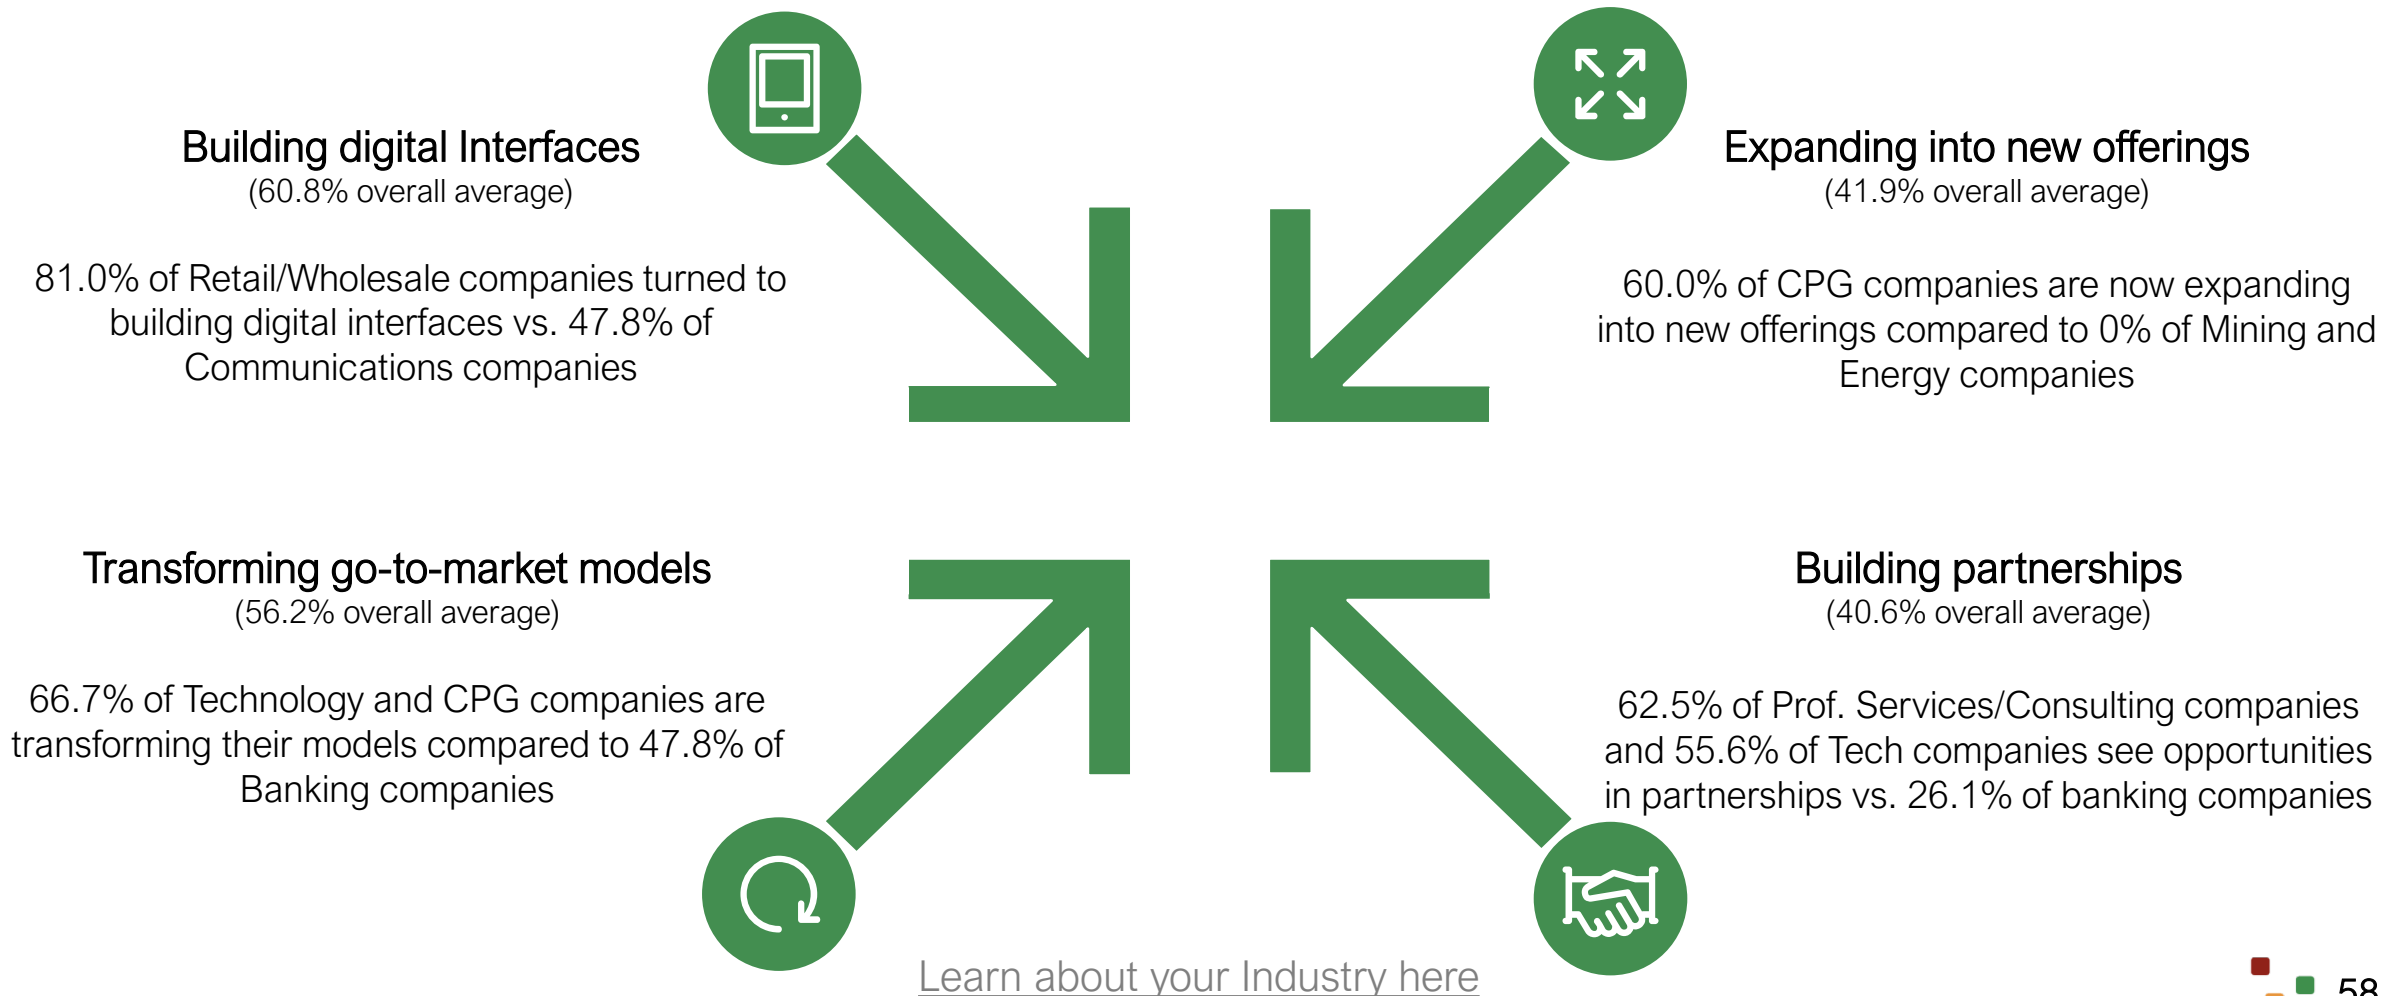 Building digital Interfaces
(60.8% overall average)
81.0% of Retail/Wholesale companies turned to
building digital interfaces vs. 47.8% of
Communications companies
Expanding into new offerings
(41.9% overall average)
60.0% of CPG companies are now expanding
into new offerings compared to 0% of Mining and
Energy companies
Transforming go-to-market models
(56.2% overall average)
66.7% of Technology and CPG companies are
transforming their models compared to 47.8% of
Banking companies
Building partnerships
(40.6% overall average)
62.5% of Prof. Services/Consulting companies
and 55.6% of Tech companies see opportunities
in partnerships vs. 26.1% of banking companies
Learn about your Industry here
58